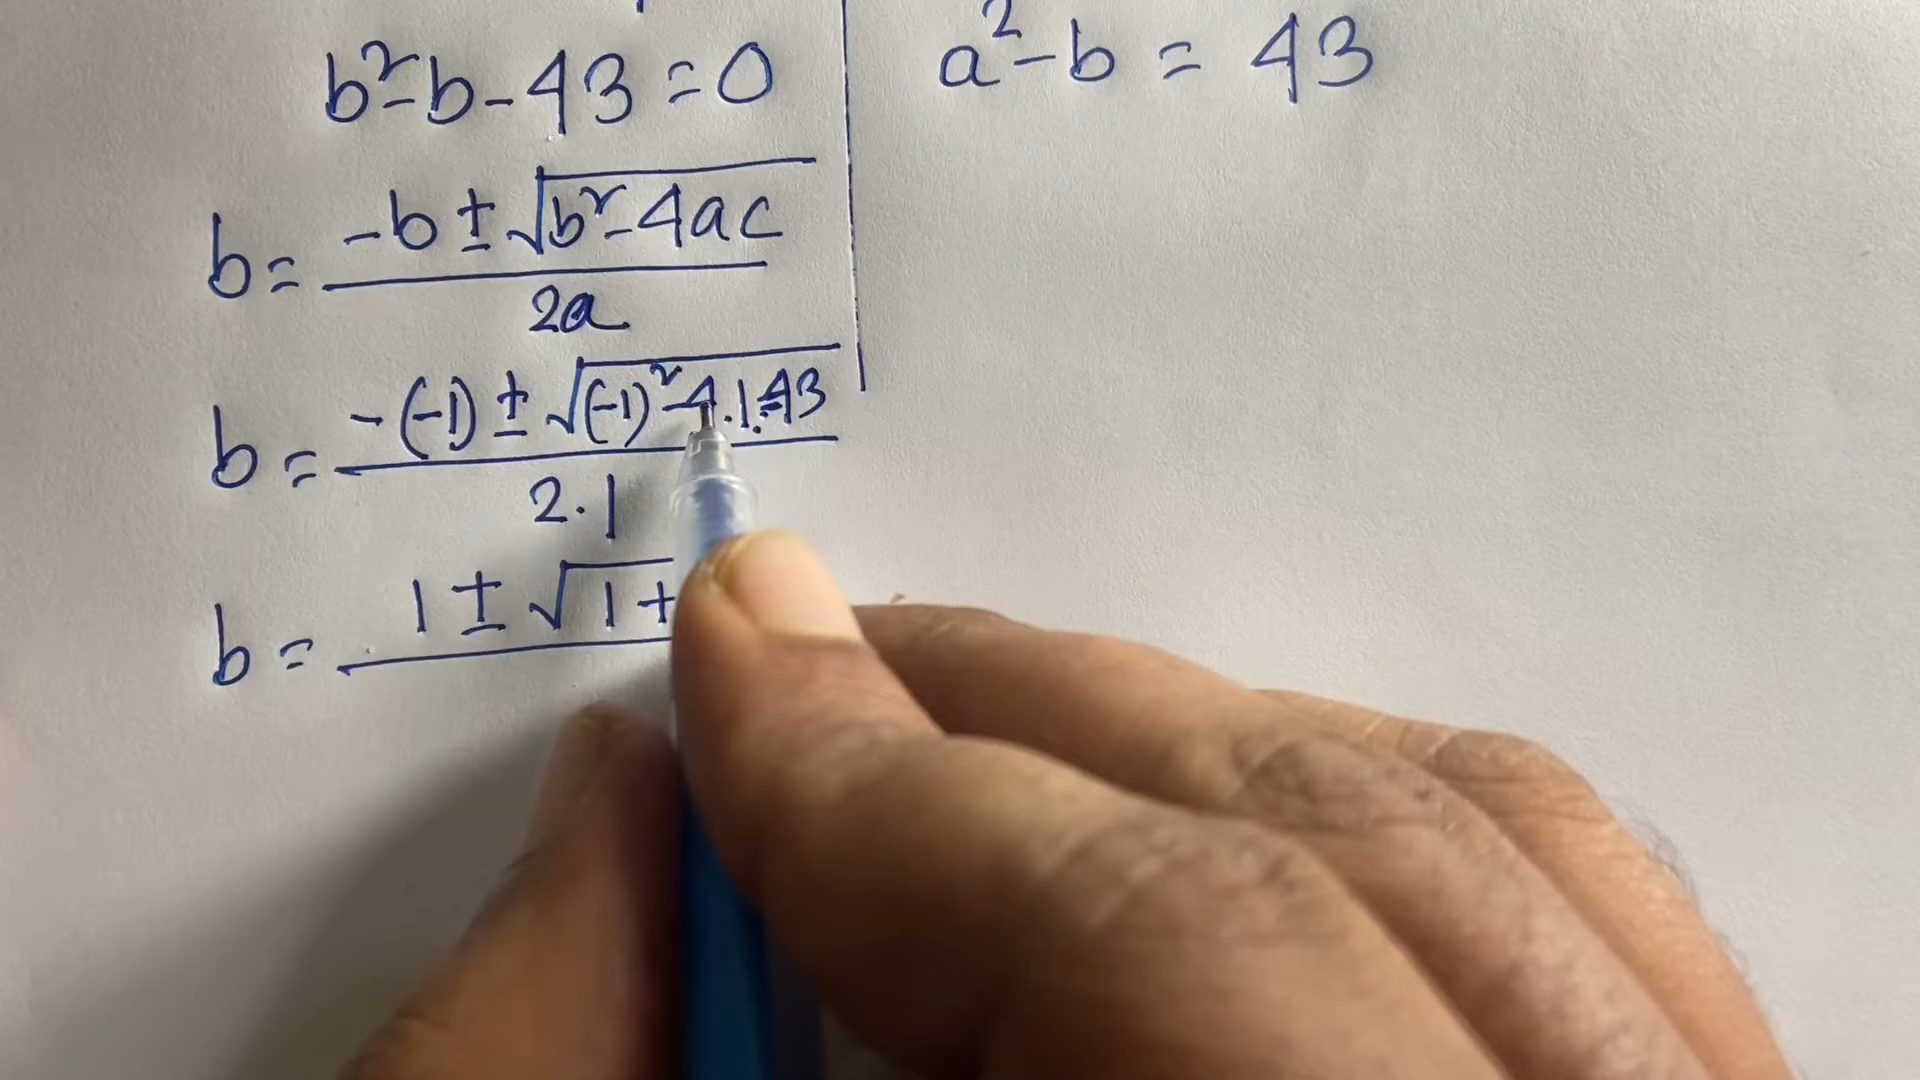 b² - b - 43 = 0
b = (-b ± √(b² - 4ac)) / 2a
b = (-(-1) ± √((-1)² - 4.1.-43)) / 2.1
b = 1 ± √1 +
a² - b = 43